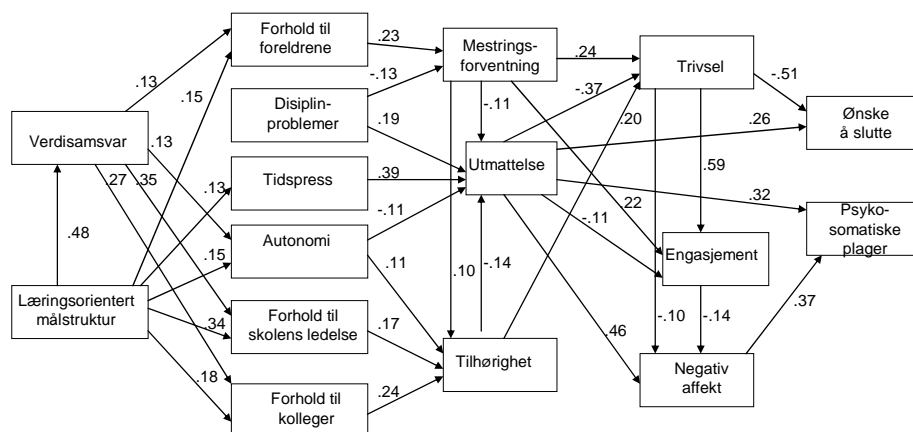 Verdisamsvar
Læringsorientert
målstruktur
.48
.13
.15
.13
.27
.35
.13
.15
.34
.18
Forhold til
foreldrene
Disiplin-
problemer
Tidspress
Autonomi
Forhold til
skolens ledelse
Forhold til
kolleger
.23
-.13
.19
.39
-.11
.11
.17
.24
Mestrings-
forventning
Utmattelse
Tilhørighet
-.11
.10
-.14
.24
-.37
.20
.22
-.11
.46
Trivsel
Engasjement
Negativ
affekt
.59
-.10
-.14
-.51
.26
.32
.37
Ønske
å slutte
Psyko-
somatiske
plager